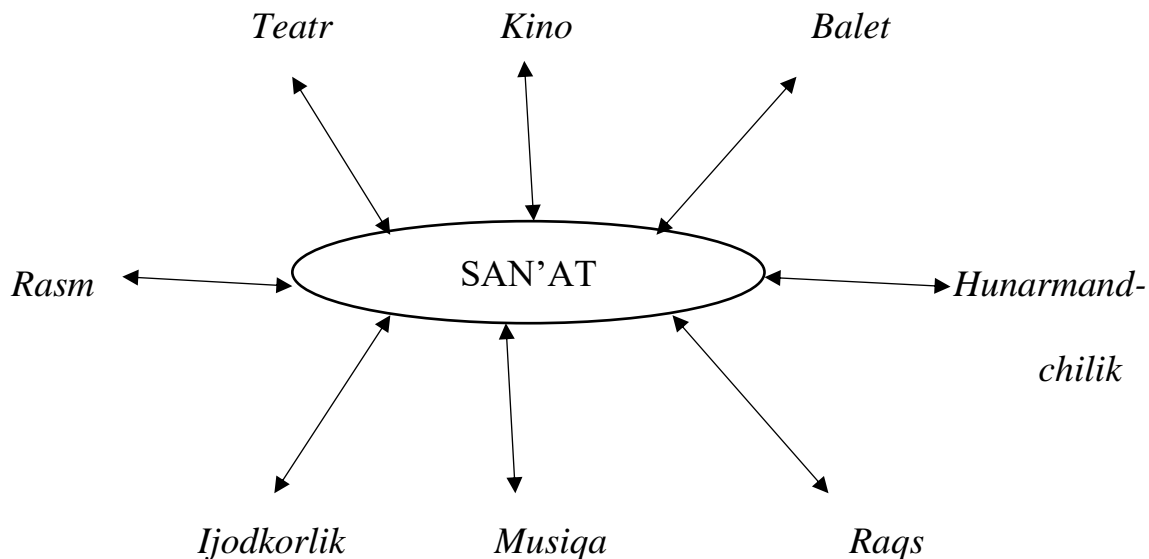 Teatr
Kino
Balet
SAN’AT
Rasm
Hunarmand-
chilik
Ijodkorlik
Musiqa
Raqs